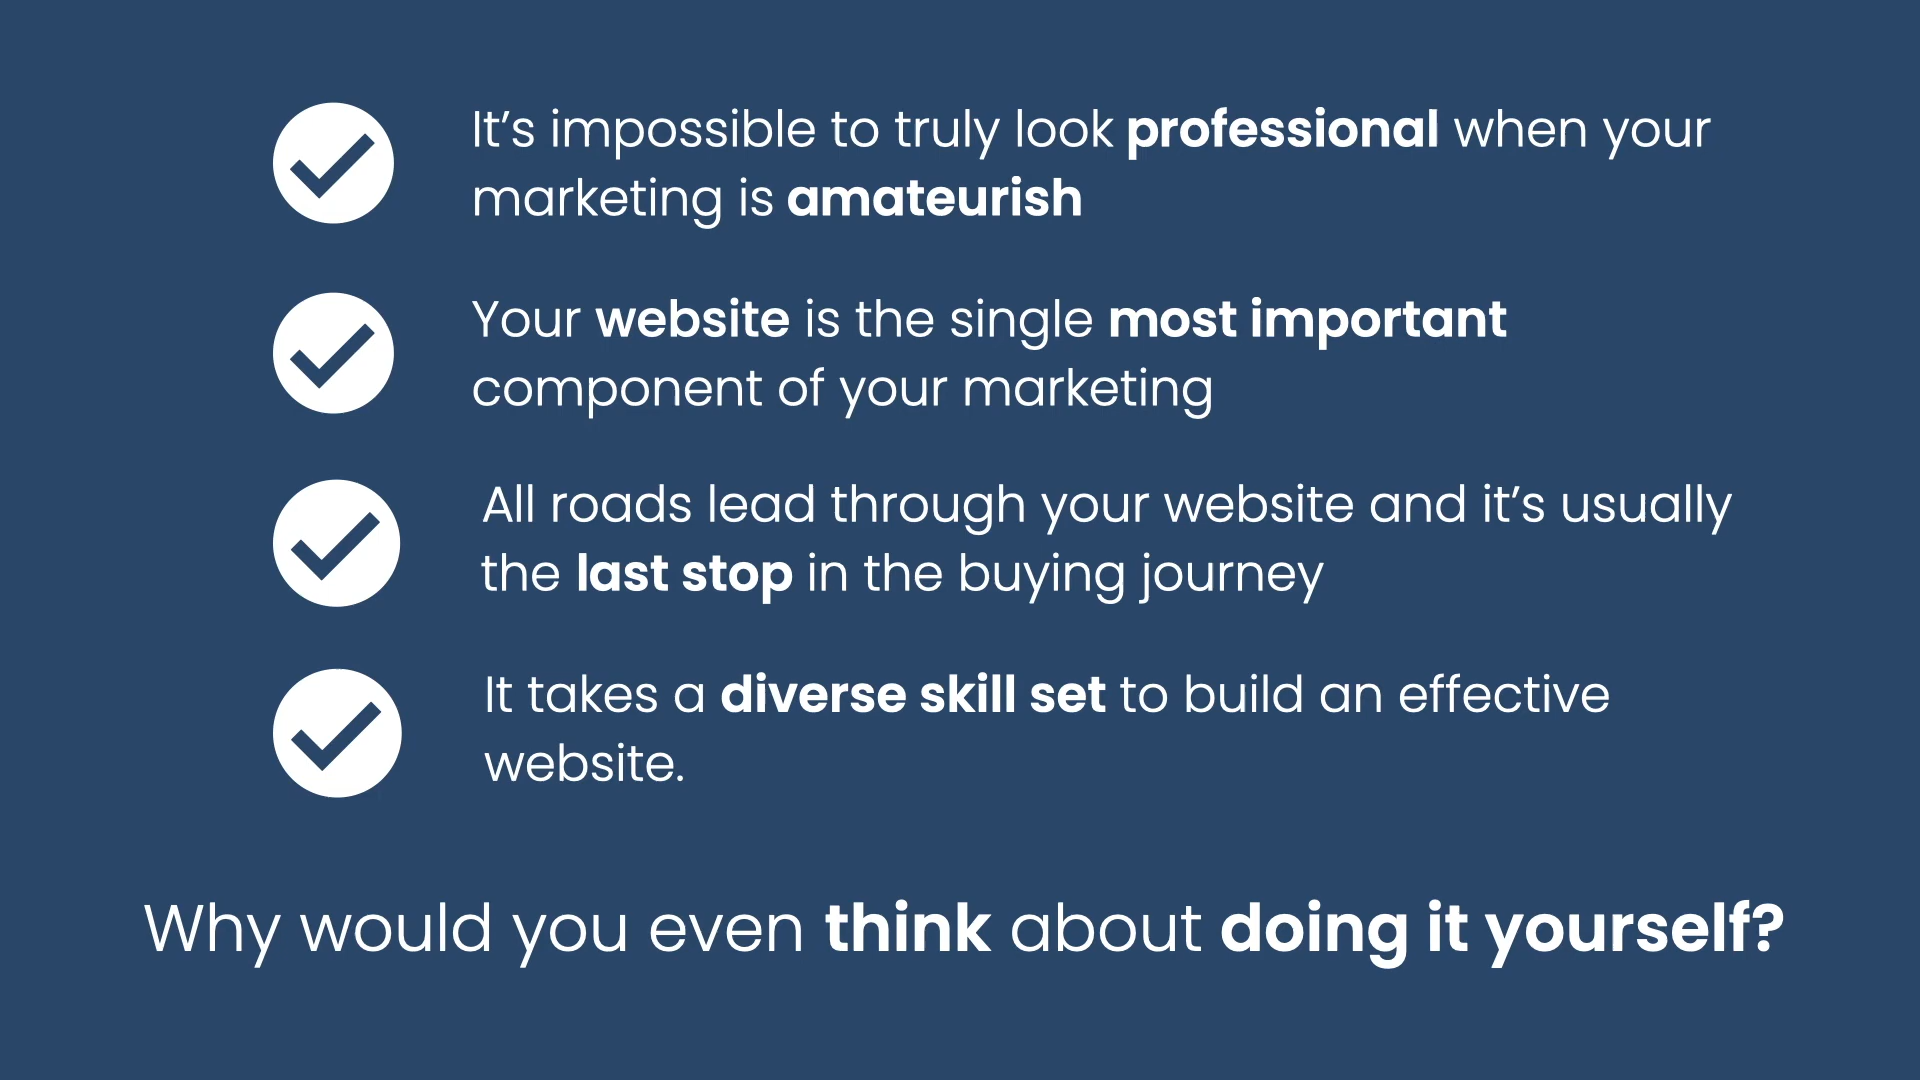 It’s impossible to truly look professional when your
marketing is amateurish
Your website is the single most important
component of your marketing
All roads lead through your website and it’s usually
the last stop in the buying journey
It takes a diverse skill set to build an effective
website.
Why would you even think about doing it yourself?